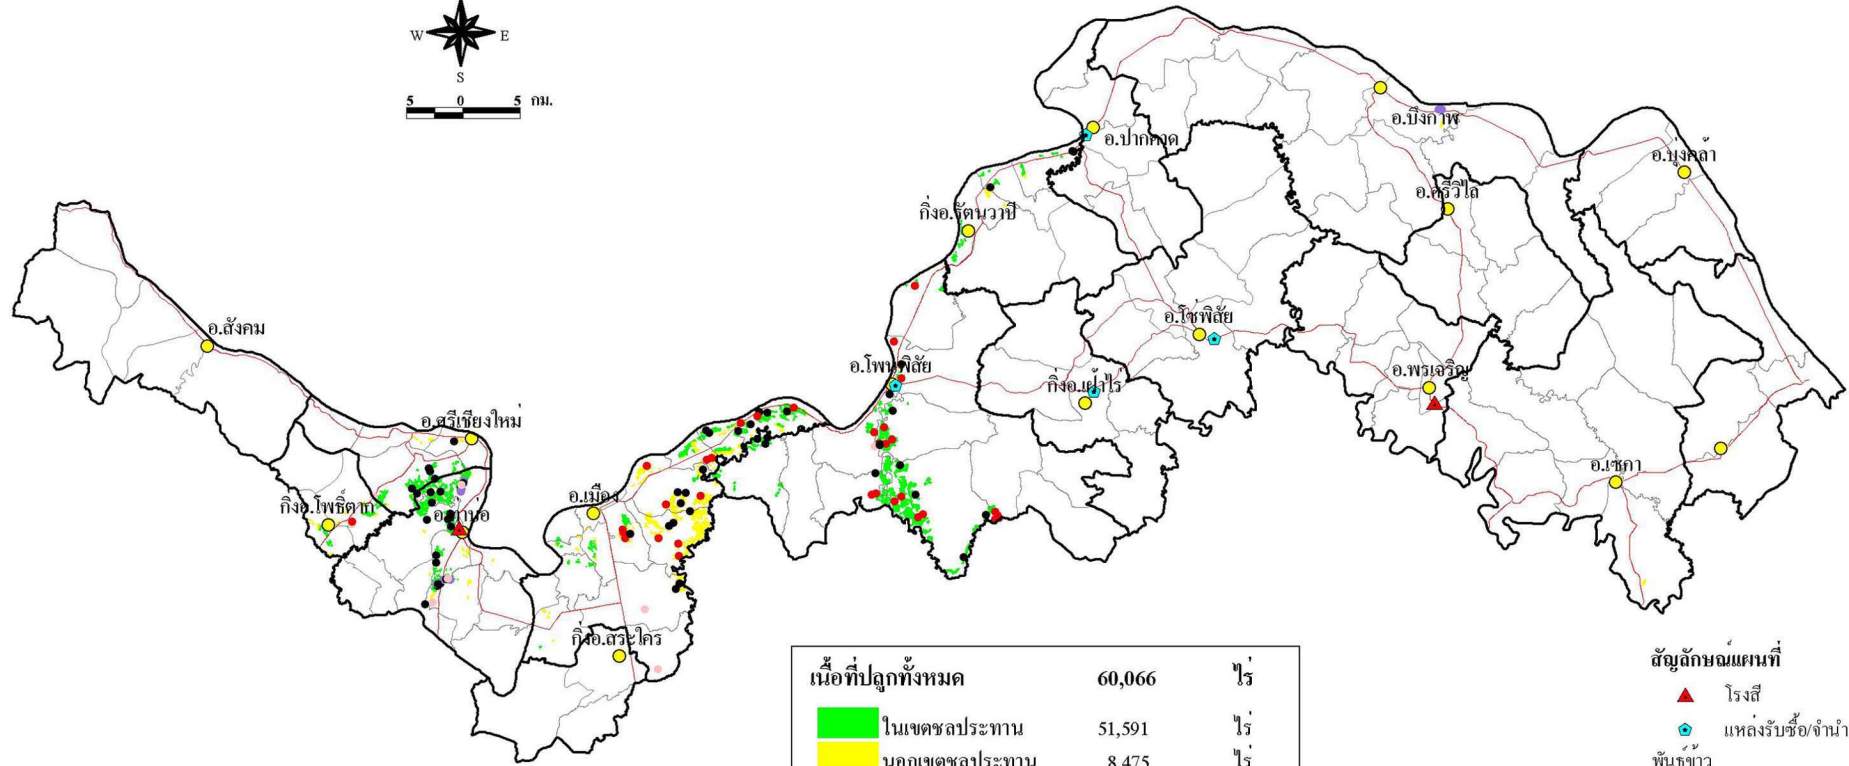 W E
S
5 0 5 กม.
อ.บึงกาฬ
อ.ปากคาด
อ.บุ่งคล้า
อ.ศรีวิไล
กิ่งอ.รัตนวาปี
อ.สังคม
อ.โซ่พิสัย
อ.โพนพิสัย
อ.พรเจริญ
กิ่งอ.เฝ้าไร่
อ.ศรีเชียงใหม่
อ.เซกา
อ.เมือง
กิ่งอ.โพธิ์ตาก
อ.ท่าบ่อ
กิ่งอ.สระใคร
เนื้อที่ปลูกทั้งหมด 60,066 ไร่
ในเขตชลประทาน 51,591 ไร่
นอกเขตชลประทาน 8,475 ไร่
สัญลักษณ์แผนที่
โรงสี
แหล่งรับซื้อ/จำนำ
พันธุ์ข้าว